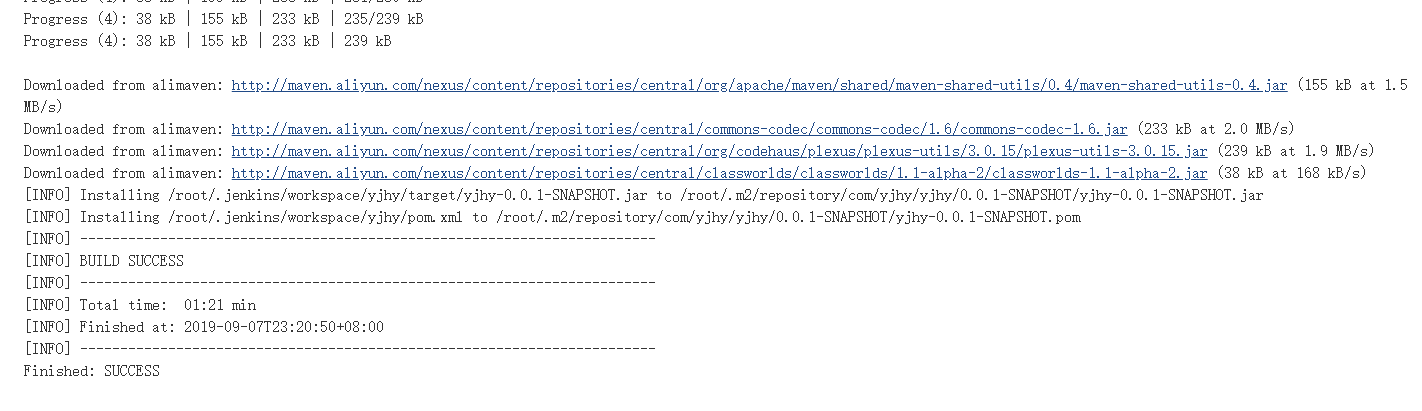 Progress (4): 38 kB | 155 kB | 233 kB | 235/239 kB
Progress (4): 38 kB | 155 kB | 233 kB | 239 kB
Downloaded from alimaven: http://maven.aliyun.com/nexus/content/repositories/central/org/apache/maven/shared/maven-shared-utils/0.4/maven-shared-utils-0.4.jar (155 kB at 1.5
MB/s)
Downloaded from alimaven: http://maven.aliyun.com/nexus/content/repositories/central/commons-codec/commons-codec/1.6/commons-codec-1.6.jar (233 kB at 2.0 MB/s)
Downloaded from alimaven: http://maven.aliyun.com/nexus/content/repositories/central/org/codehaus/plexus/plexus-utils/3.0.15/plexus-utils-3.0.15.jar (239 kB at 1.9 MB/s)
Downloaded from alimaven: http://maven.aliyun.com/nexus/content/repositories/central/classworlds/classworlds/1.1-alpha-2/classworlds-1.1-alpha-2.jar (38 kB at 168 kB/s)
[INFO] Installing /root/.jenkins/workspace/yjhy/target/yjhy-0.0.1-SNAPSHOT.jar to /root/.m2/repository/com/yjhy/yjhy/0.0.1-SNAPSHOT/yjhy-0.0.1-SNAPSHOT.jar
[INFO] Installing /root/.jenkins/workspace/yjhy/pom.xml to /root/.m2/repository/com/yjhy/yjhy/0.0.1-SNAPSHOT/yjhy-0.0.1-SNAPSHOT.pom
[INFO] ------------------------------------------------------------------------
[INFO] BUILD SUCCESS
[INFO] ------------------------------------------------------------------------
[INFO] Total time:  01:21 min
[INFO] Finished at: 2019-09-07T23:20:50+08:00
[INFO] ------------------------------------------------------------------------
Finished: SUCCESS